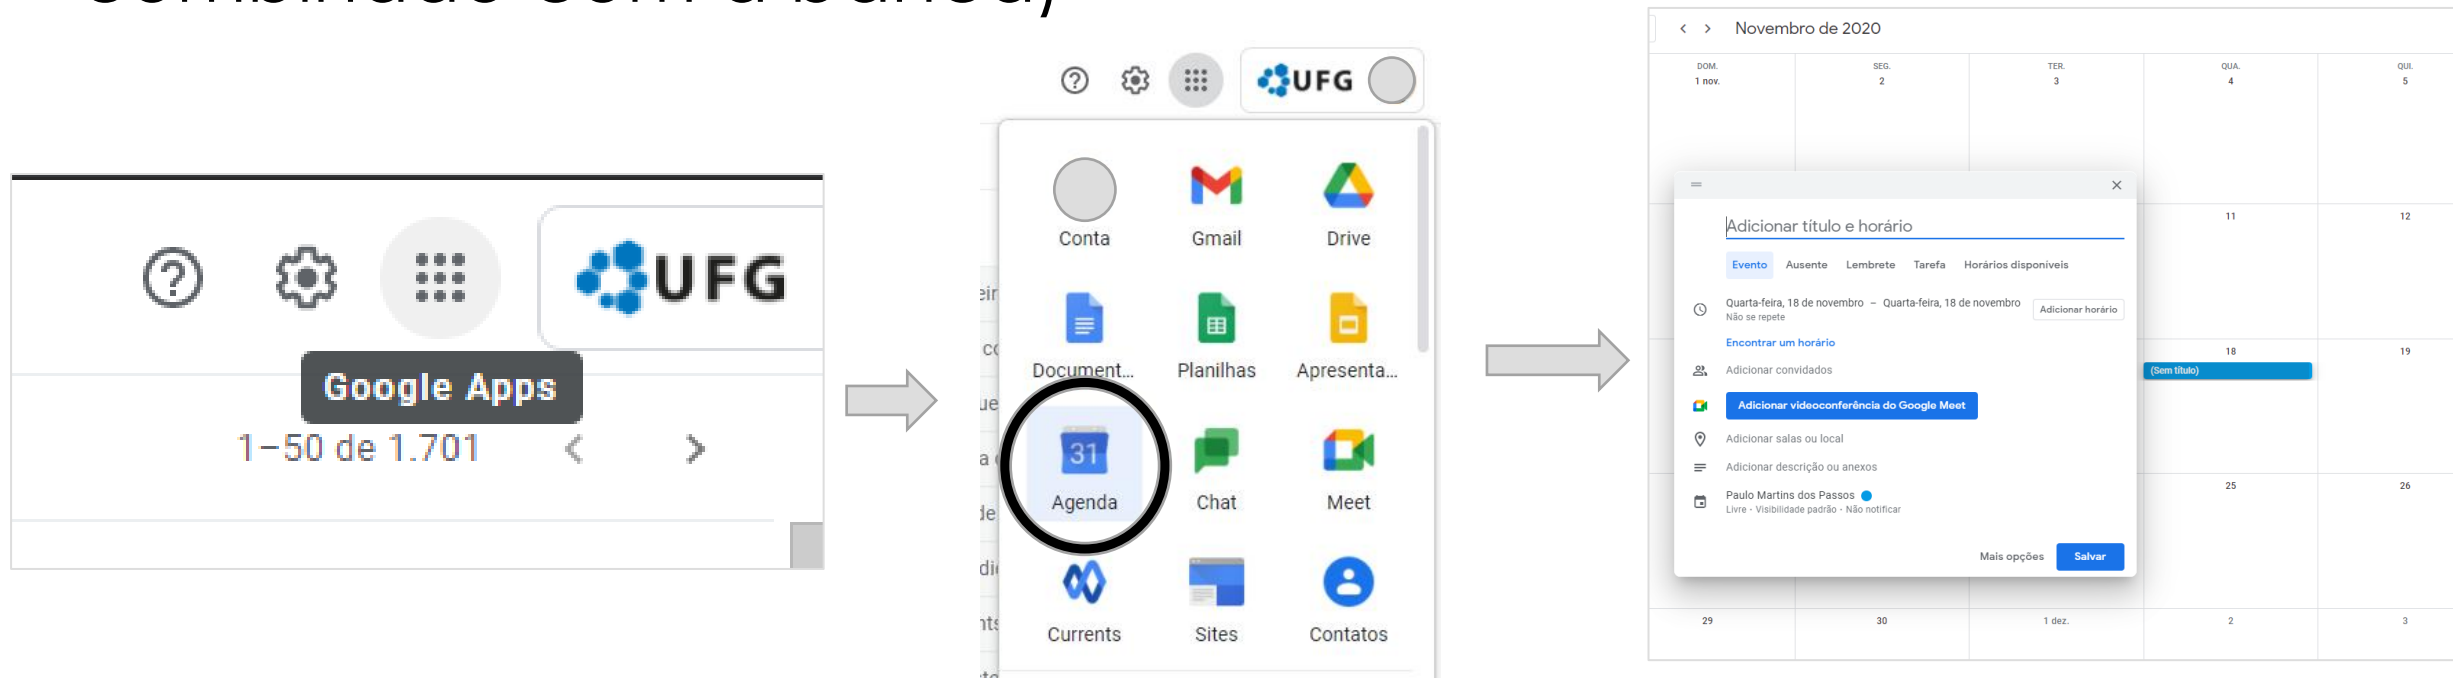 combinado com a banca)
UFG
Google Apps
1–50 de 1.701
UFG
Conta Gmail Drive
Document... Planilhas Apresenta...
31
Agenda Chat Meet
Currents Sites Contatos
Novembro de 2020
DOM. SEG. TER. QUA. QUI.
1 nov. 2 3 4 5
11 12
Adicionar título e horário
Evento Ausente Lembrete Tarefa Horários disponíveis
Quarta-feira, 18 de novembro – Quarta-feira, 18 de novembro Adicionar horário
Não se repete
Encontrar um horário
18 19
Adicionar convidados
(Sem título)
Adicionar videoconferência do Google Meet
Adicionar salas ou local
Adicionar descrição ou anexos
25 26
Paulo Martins dos Passos
Livre · Visibilidade padrão · Não notificar
Mais opções Salvar
29 30 1 dez. 2 3